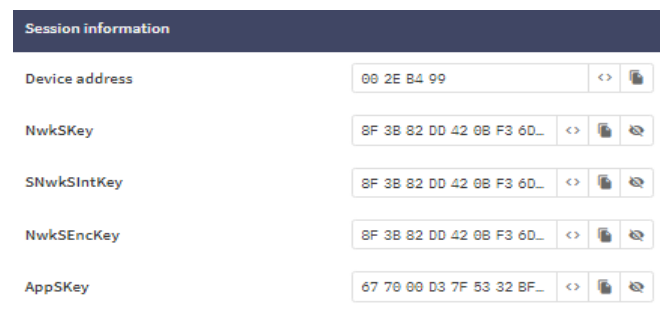 Session information
Device address 00 2E B4 99 <>
NwkSKey 8F 3B 82 DD 42 0B F3 6D… <>
SNwkSIntKey 8F 3B 82 DD 42 0B F3 6D… <>
NwkSEncKey 8F 3B 82 DD 42 0B F3 6D… <>
AppSKey 67 70 00 D3 7F 53 32 BF… <>